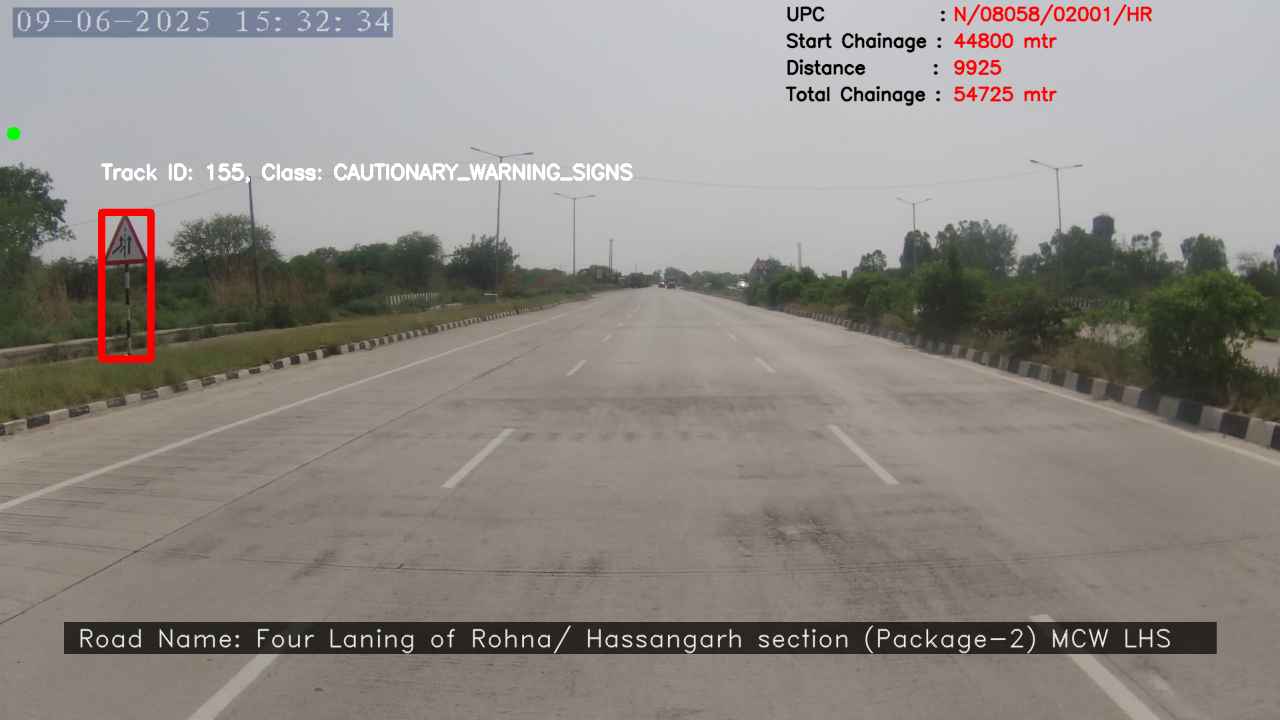 09-06-2025 15:32:34
UPC : N/08058/02001/HR
Start Chainage : 44800 mtr
Distance : 9925
Total Chainage : 54725 mtr
Track ID: 155, Class: CAUTIONARY_WARNING_SIGNS
Road Name: Four Laning of Rohna/ Hassangarh section (Package-2) MCW LHS